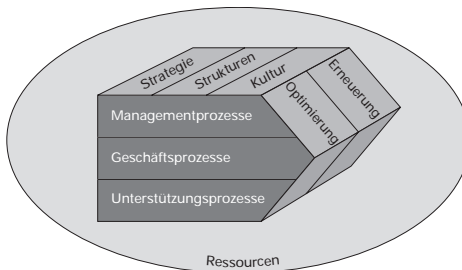 Strategie
Strukturen
Kultur
Optimierung
Erneuerung
Managementprozesse
Geschäftsprozesse
Unterstützungsprozesse
Ressourcen